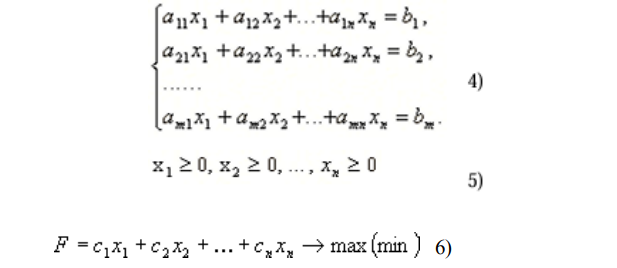 a₁₁x₁ + a₁₂x₂ +...+a₁ₙxₙ = b₁,
a₂₁x₁ + a₂₂x₂ +...+a₂ₙxₙ = b₂,
......
4)
aₘ₁x₁ + aₘ₂x₂ +...+aₘₙxₙ = bₘ.
x₁ ≥ 0, x₂ ≥ 0, ..., xₙ ≥ 0
5)
F = c₁x₁ + c₂x₂ + ... + cₙxₙ → max(min ) 6)